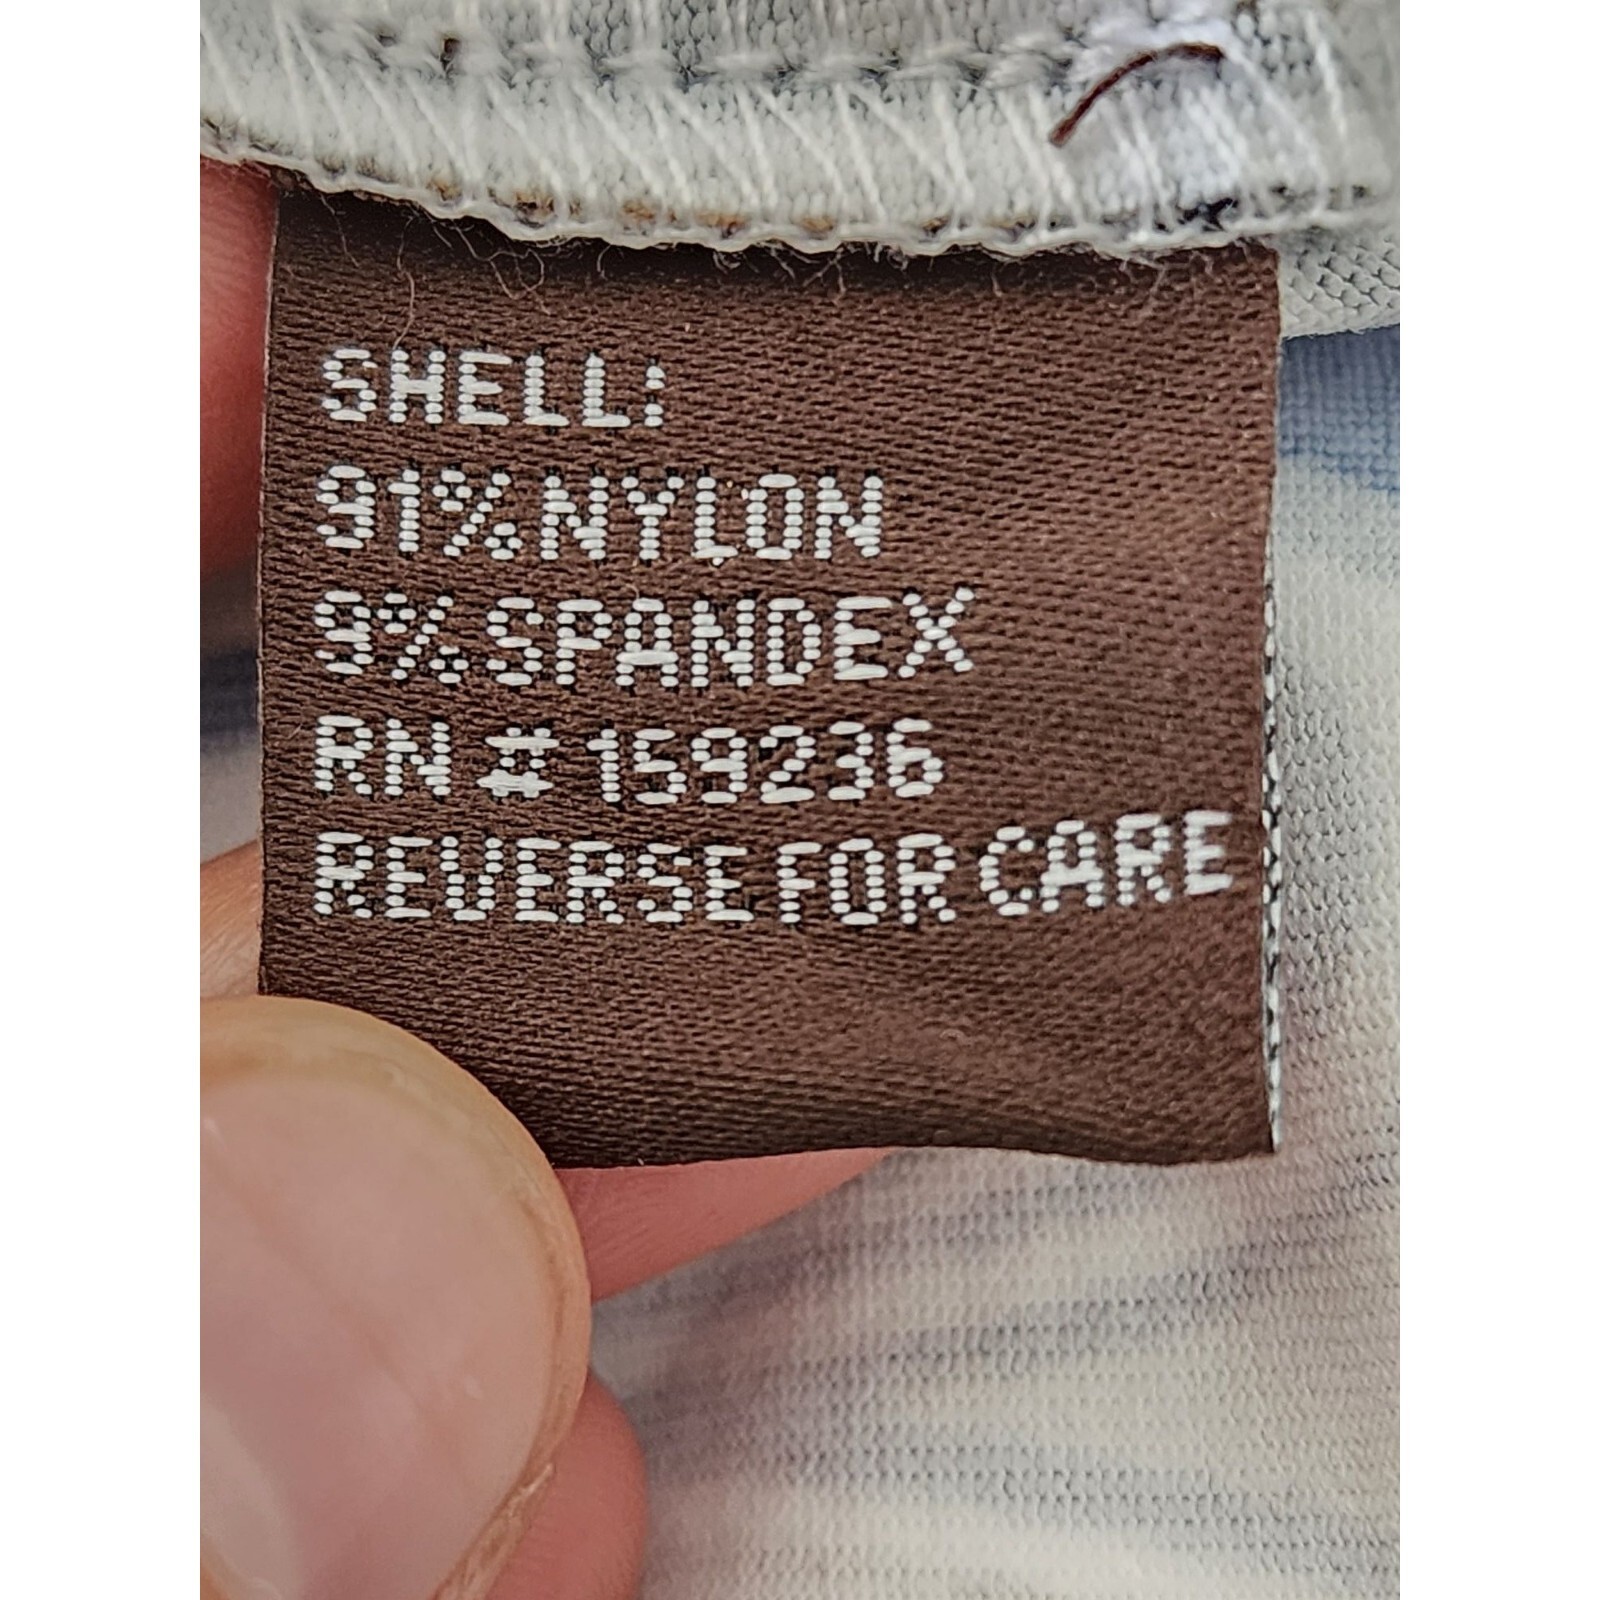 SHELL:
91% NYLON
9% SPANDEX
RN # 159236
REVERSE FOR CARE